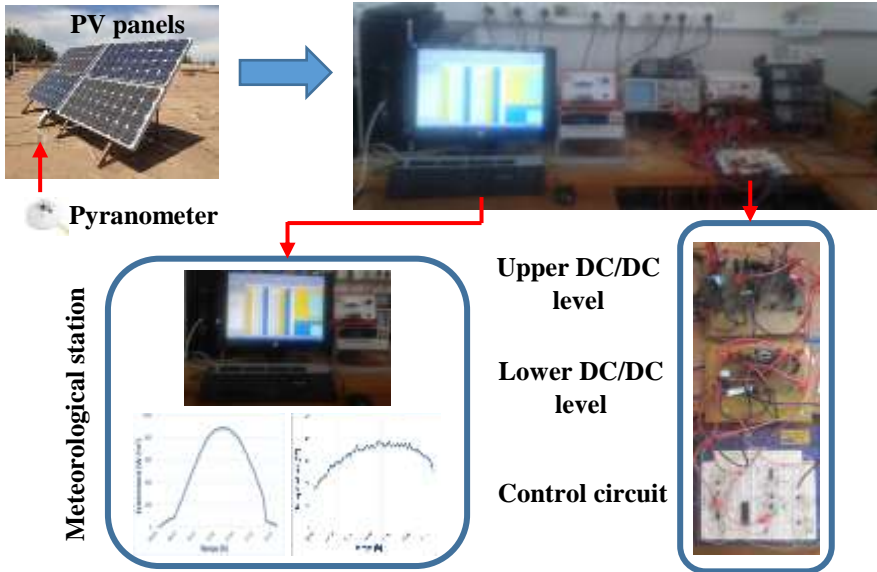 PV panels
Pyranometer
Meteorological station
Upper DC/DC
level
Lower DC/DC
level
Control circuit